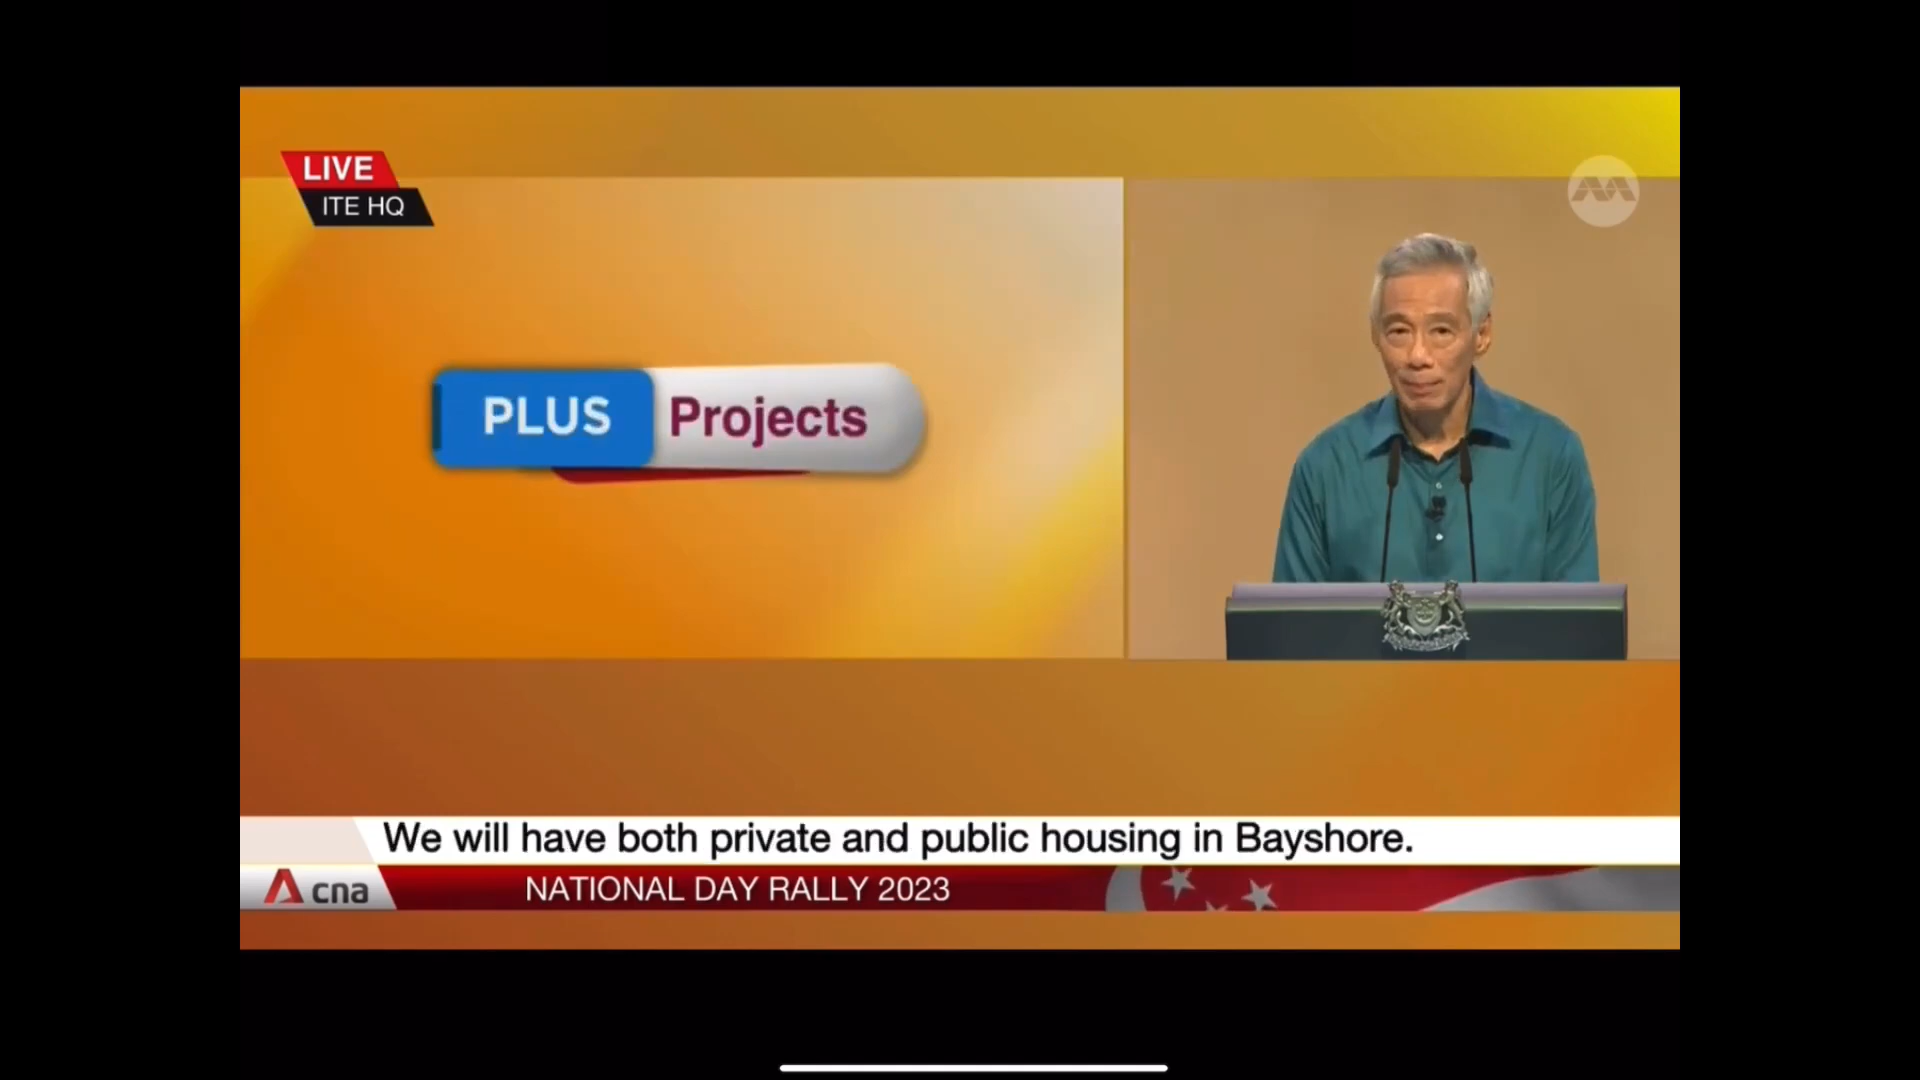 LIVE
ITE HQ
PLUS Projects
We will have both private and public housing in Bayshore.
cna
NATIONAL DAY RALLY 2023